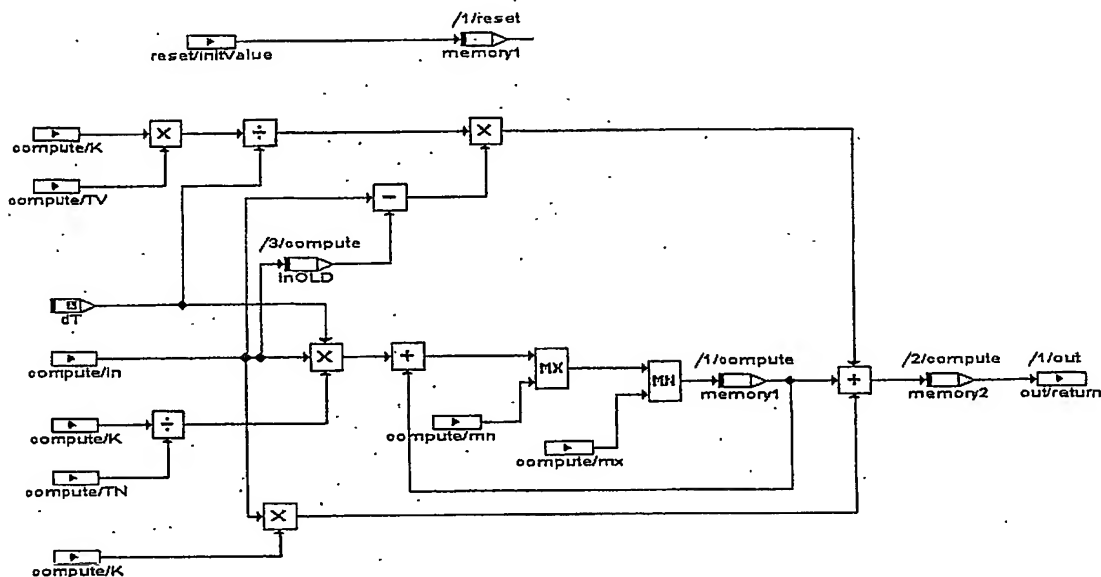 /1/reset
reset/initValue
memory1
compute/K
compute/TV
/3/compute
inOLD
dT
compute/in
MX
MN
/1/compute
memory1
/2/compute
memory2
/1/out
out/return
compute/mn
compute/mx
compute/K
compute/TN
compute/K